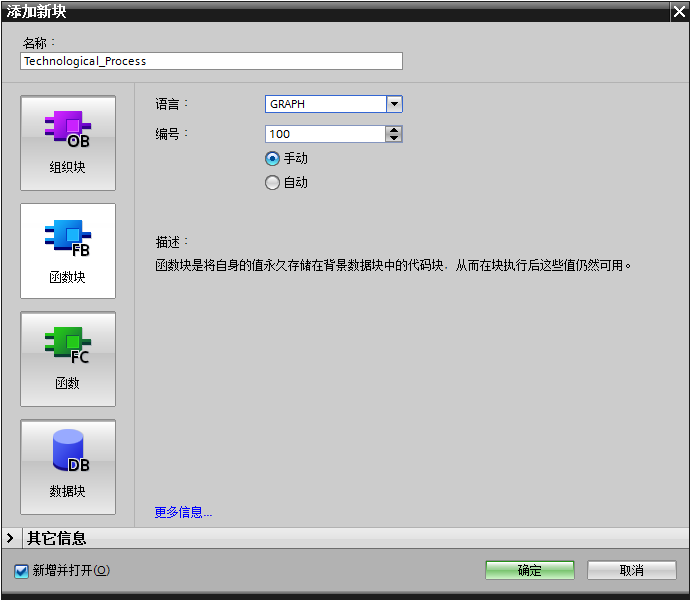 添加新块
名称：
Technological_Process
OB
组织块
FB
函数块
FC
函数
DB
数据块
语言：
GRAPH
编号：
100
手动
自动
描述：
函数块是将自身的值永久存储在背景数据块中的代码块，从而在块执行后这些值仍然可用。
更多信息...
其它信息
新增并打开(O)
确定
取消